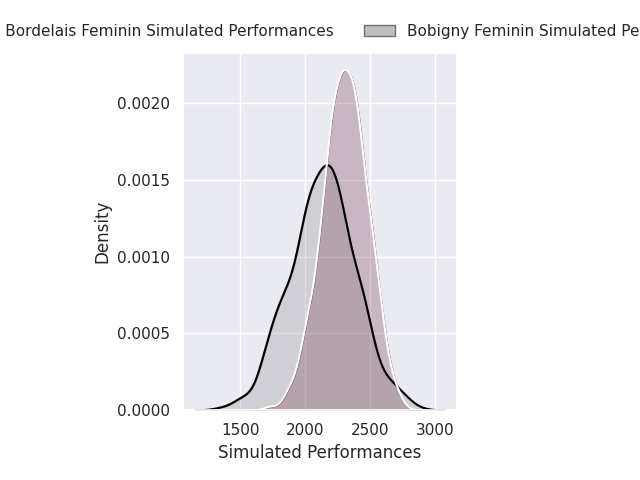 Bordelais Feminin Simulated Performances Bobigny Feminin Simulated Pe
0.0020
0.0015
0.0010
0.0005
0.0000
Density
1500 2000 2500 3000
Simulated Performances